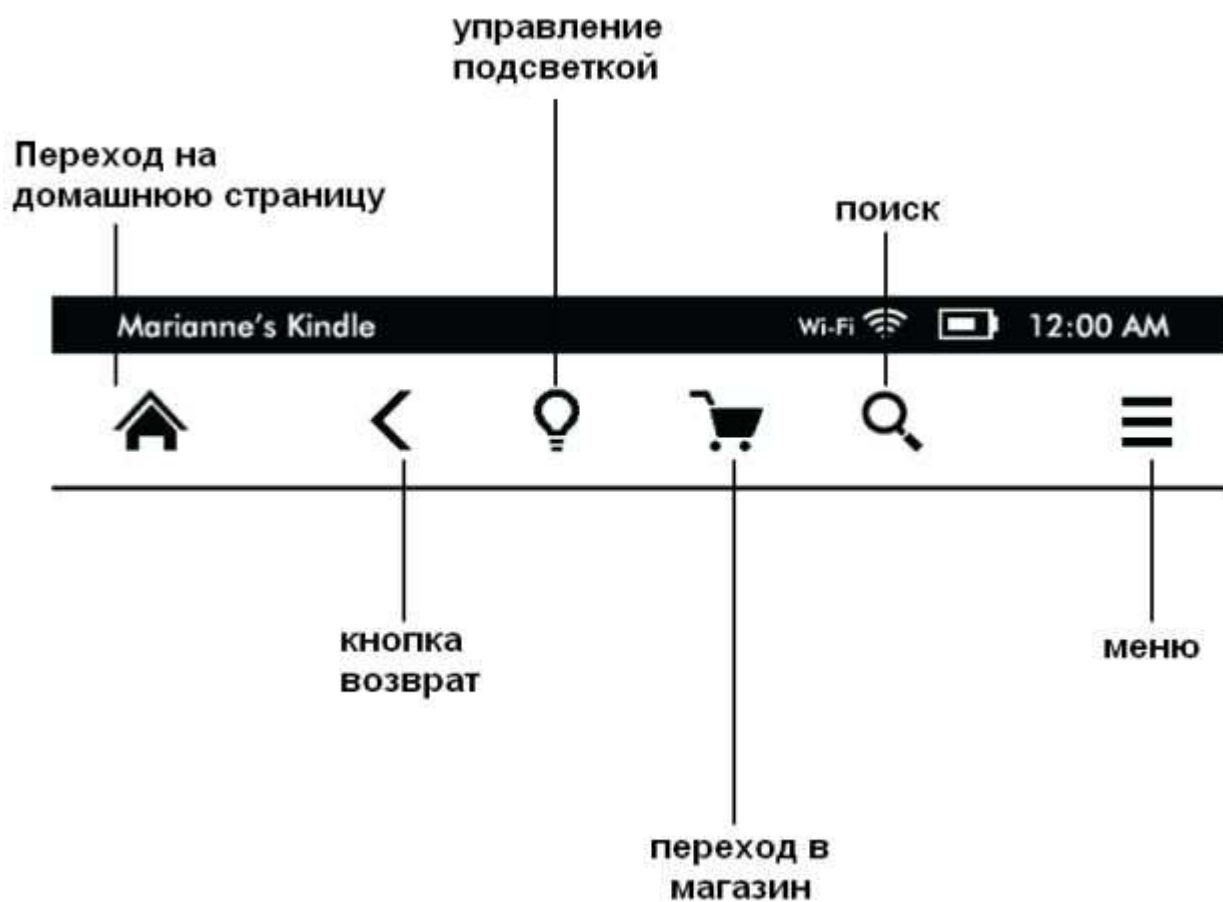 управление
подсветкой
Переход на
домашнюю страницу
поиск
Marianne's Kindle Wi-Fi 12:00 AM
кнопка
возврат
меню
переход в
магазин